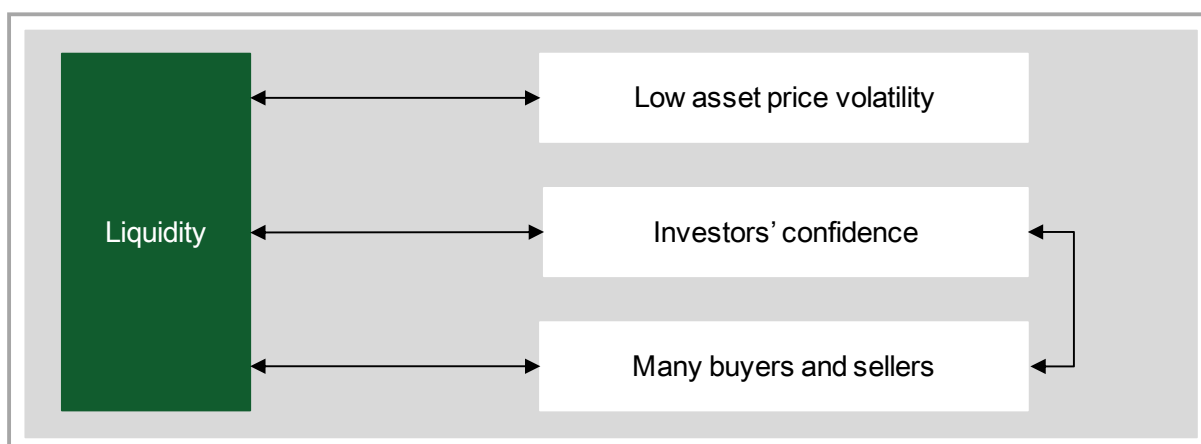 Low asset price volatility
Liquidity
Investors’ confidence
Many buyers and sellers